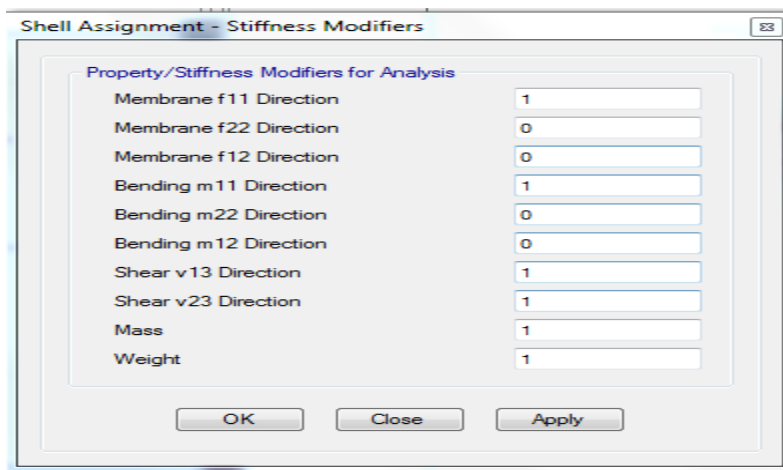 Shell Assignment - Stiffness Modifiers
Property/Stiffness Modifiers for Analysis
Membrane f11 Direction 1
Membrane f22 Direction 0
Membrane f12 Direction 0
Bending m11 Direction 1
Bending m22 Direction 0
Bending m12 Direction 0
Shear v13 Direction 1
Shear v23 Direction 1
Mass 1
Weight 1
OK Close Apply